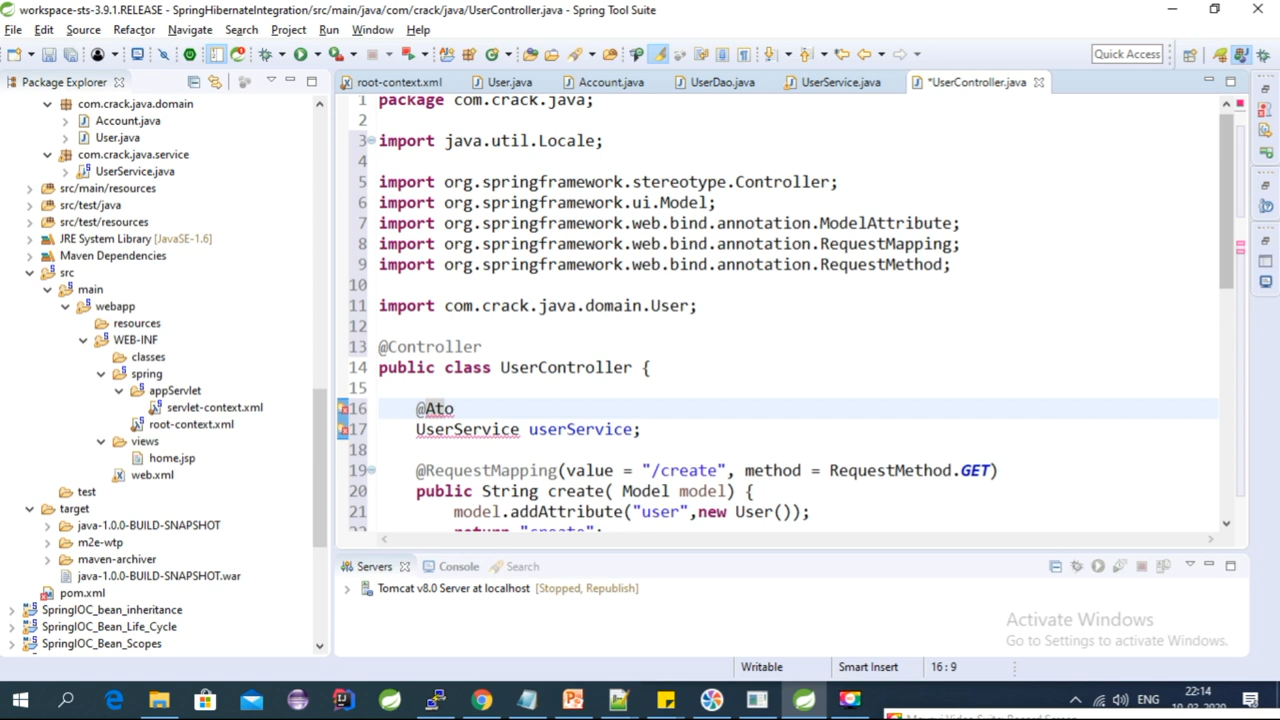 workspace-sts-3.9.1.RELEASE - SpringHibernateIntegration/src/main/java/com/crack/java/UserController.java - Spring Tool Suite
File Edit Source Refactor Navigate Search Project Run Window Help
Quick Access
Package Explorer
root-context.xml User.java Account.java UserDao.java UserService.java *UserController.java
com.crack.java.domain
Account.java
User.java
com.crack.java.service
UserService.java
src/main/resources
src/test/java
src/test/resources
JRE System Library [JavaSE-1.6]
Maven Dependencies
src
main
webapp
resources
WEB-INF
classes
spring
appServlet
servlet-context.xml
root-context.xml
views
home.jsp
web.xml
test
target
java-1.0.0-BUILD-SNAPSHOT
m2e-wtp
maven-archiver
java-1.0.0-BUILD-SNAPSHOT.war
pom.xml
SpringIOC_bean_inheritance
SpringIOC_Bean_Life_Cycle
SpringIOC_Bean_Scopes
1 package com.crack.java;
2
3 import java.util.Locale;
4
5 import org.springframework.stereotype.Controller;
6 import org.springframework.ui.Model;
7 import org.springframework.web.bind.annotation.ModelAttribute;
8 import org.springframework.web.bind.annotation.RequestMapping;
9 import org.springframework.web.bind.annotation.RequestMethod;
10
11 import com.crack.java.domain.User;
12
13 @Controller
14 public class UserController {
15
16 @Ato
17 UserService userService;
18
19 @RequestMapping(value = "/create", method = RequestMethod.GET)
20 public String create( Model model) {
21 model.addAttribute("user",new User());
22 return "create";
Servers Console Search
Tomcat v8.0 Server at localhost [Stopped, Republish]
Activate Windows
Go to Settings to activate Windows.
Writable Smart Insert 16:9
ENG
22:14
10-03-2020